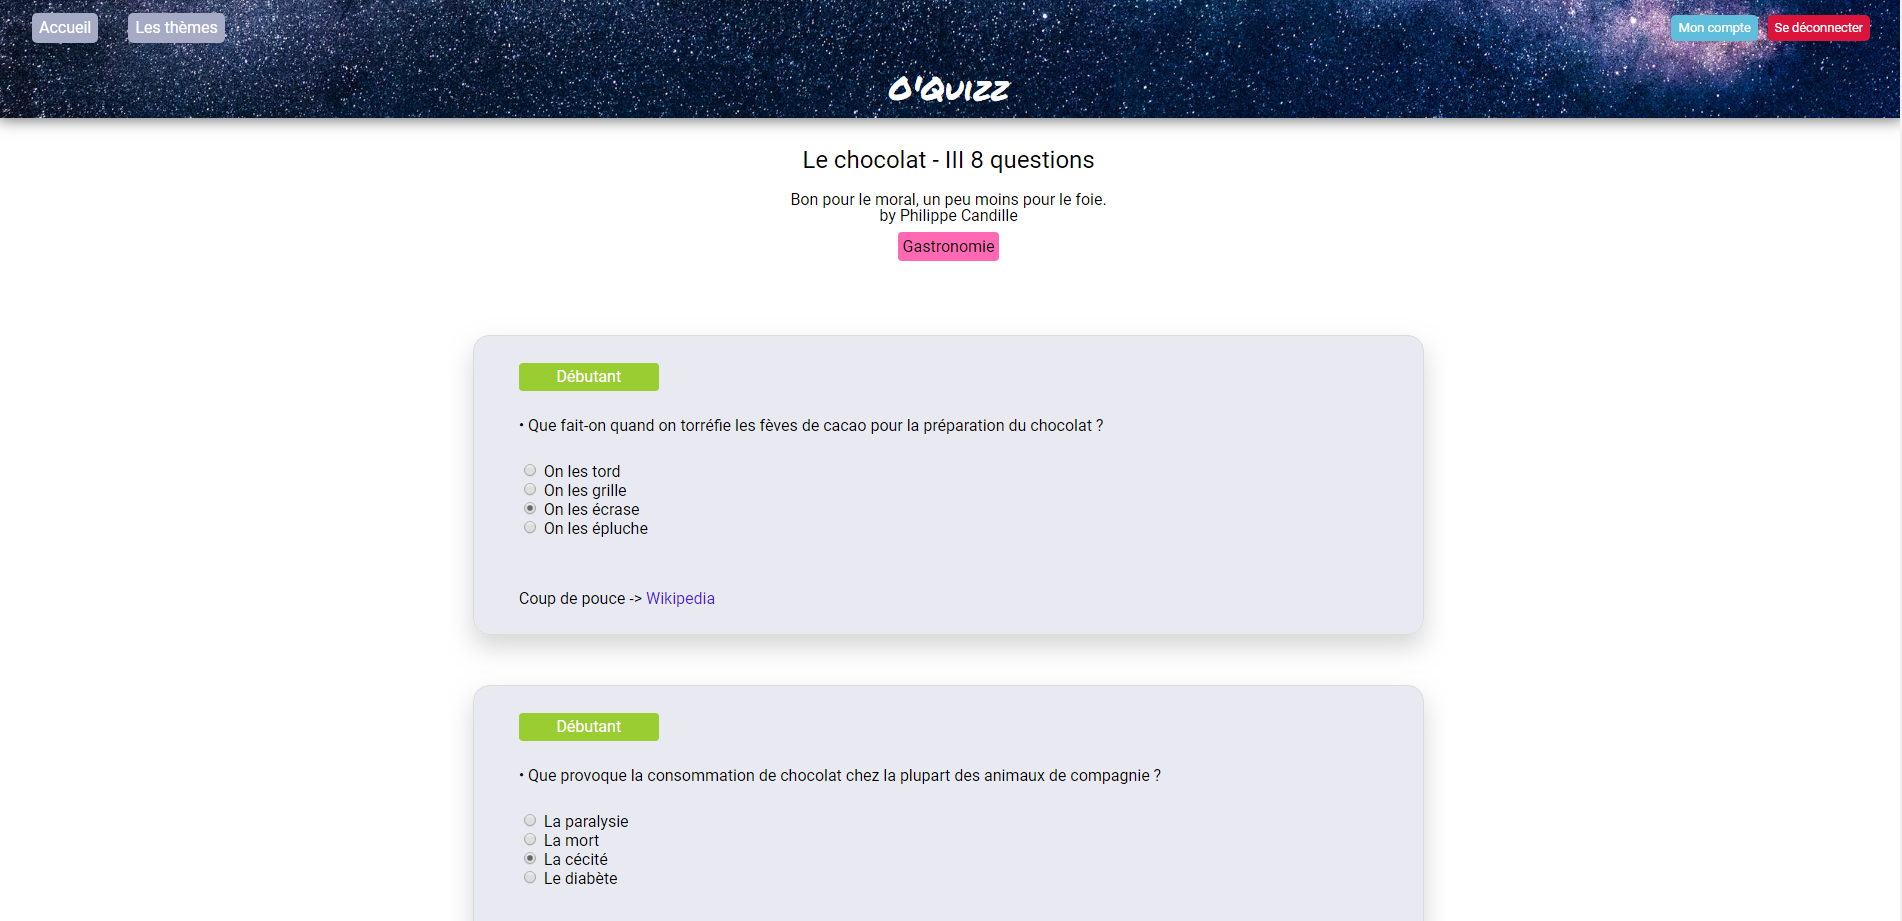 Accueil
Les thèmes
Mon compte
Se déconnecter
O'Quizz
Le chocolat - III 8 questions
Bon pour le moral, un peu moins pour le foie.
by Philippe Candille
Gastronomie
Débutant
• Que fait-on quand on torréfie les fèves de cacao pour la préparation du chocolat ?
On les tord
On les grille
On les écrase
On les épluche
Coup de pouce -> Wikipedia
Débutant
• Que provoque la consommation de chocolat chez la plupart des animaux de compagnie ?
La paralysie
La mort
La cécité
Le diabète